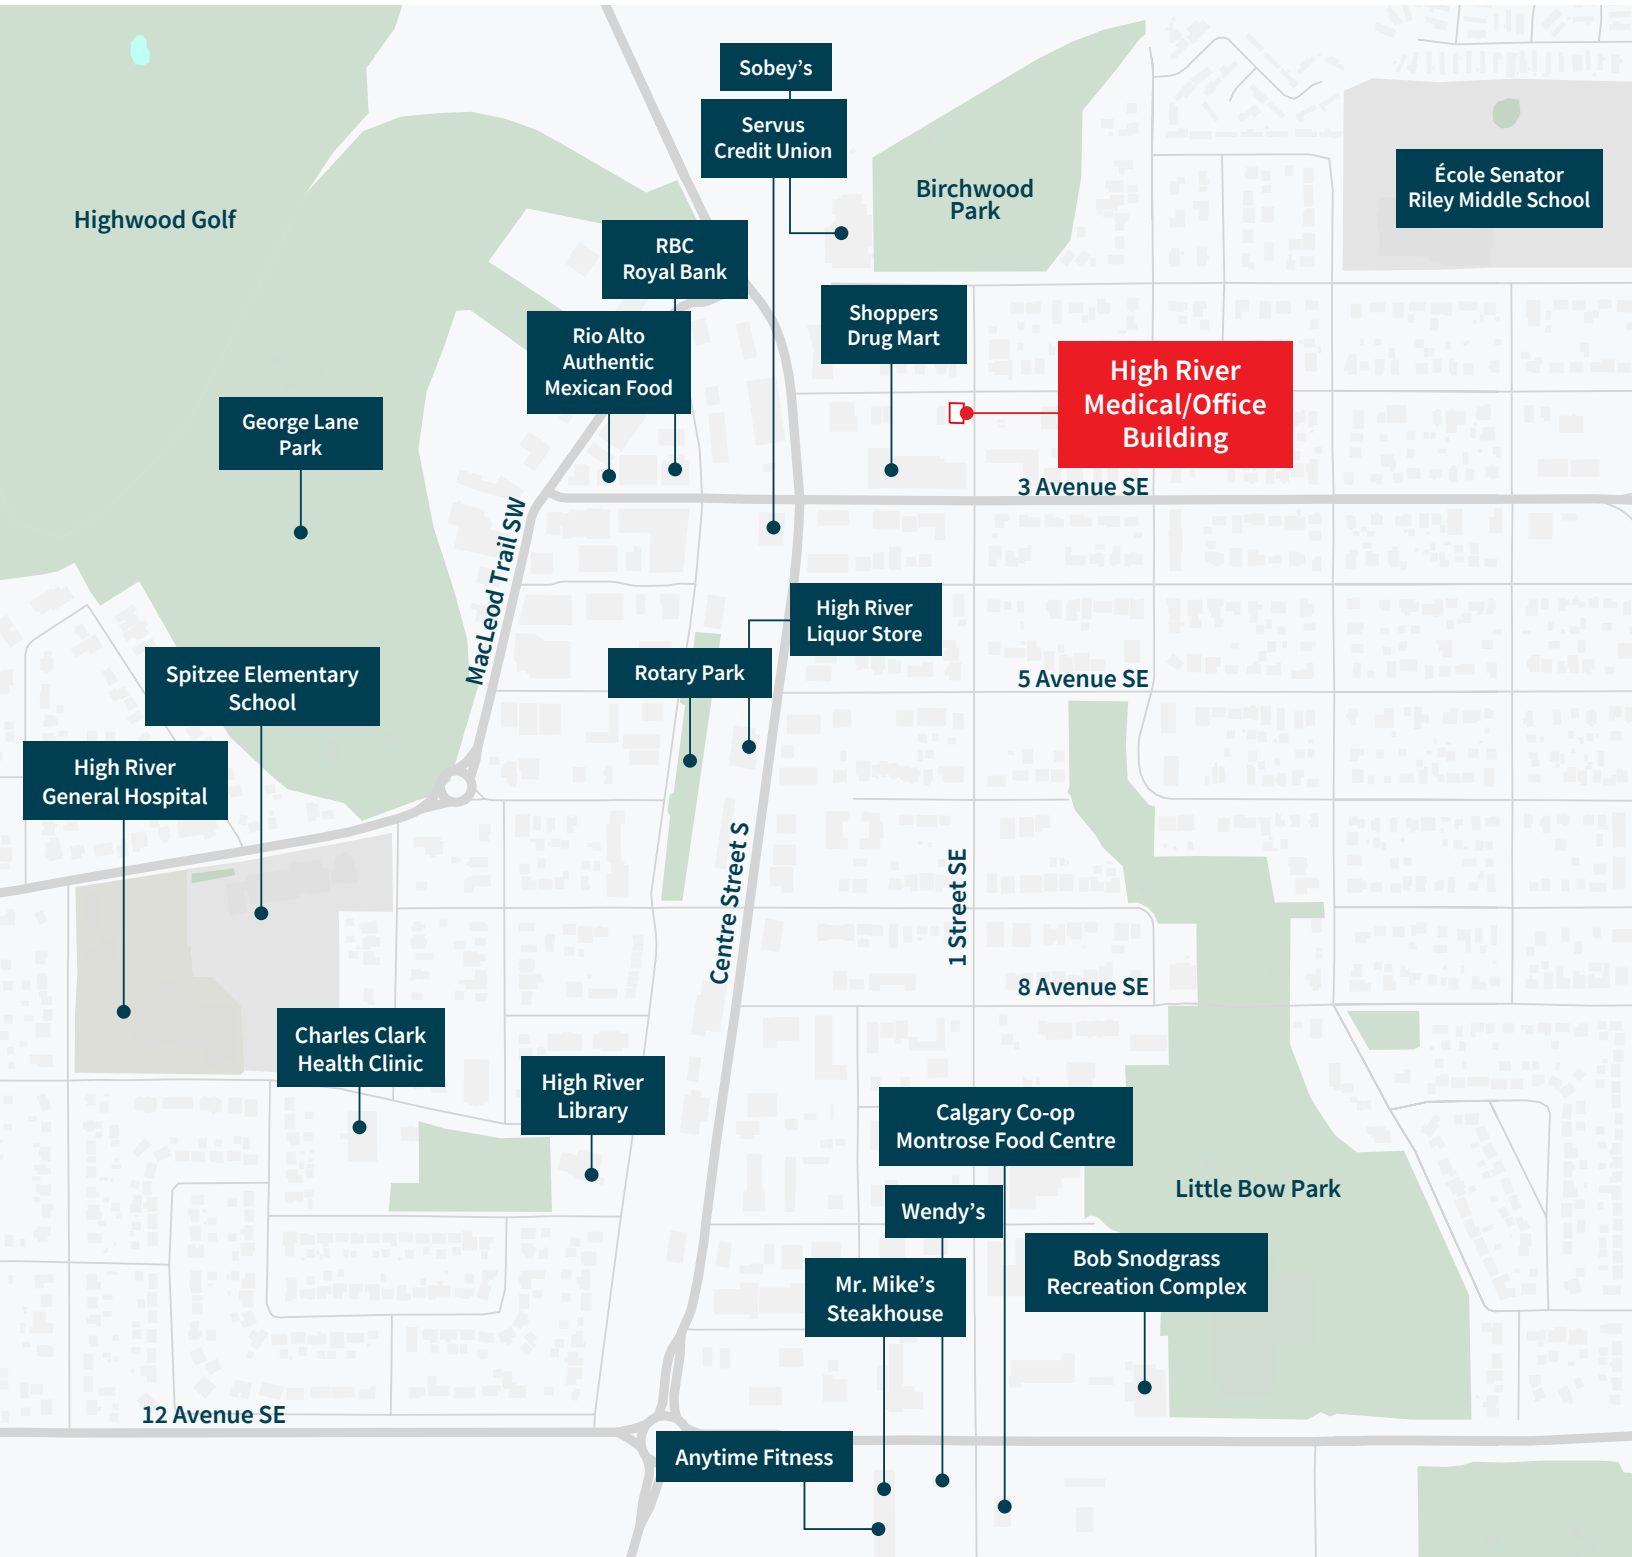 Sobey’s
Servus
Credit Union
Birchwood
Park
École Senator
Riley Middle School
Highwood Golf
RBC
Royal Bank
Rio Alto
Authentic
Mexican Food
Shoppers
Drug Mart
High River
Medical/Office
Building
George Lane
Park
3 Avenue SE
MacLeod Trail SW
High River
Liquor Store
Rotary Park
5 Avenue SE
Spitzee Elementary
School
High River
General Hospital
Centre Street S
1 Street SE
8 Avenue SE
Charles Clark
Health Clinic
High River
Library
Calgary Co-op
Montrose Food Centre
Little Bow Park
Wendy’s
Bob Snodgrass
Recreation Complex
Mr. Mike’s
Steakhouse
12 Avenue SE
Anytime Fitness